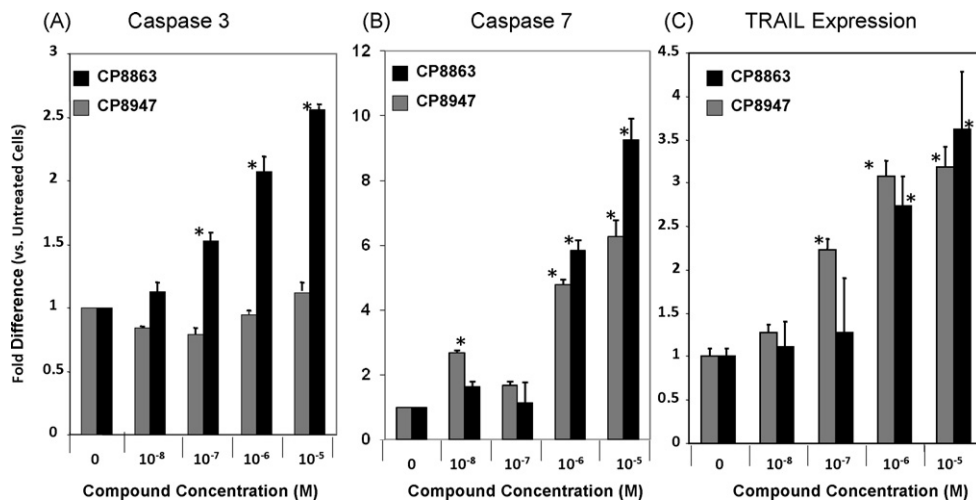 (A) Caspase 3
Fold Difference (vs. Untreated Cells)
3
2.5
2
1.5
1
0.5
0
CP8863
CP8947
*
*
*
0 10⁻⁸ 10⁻⁷ 10⁻⁶ 10⁻⁵
Compound Concentration (M)
(B) Caspase 7
12
10
8
6
4
2
0
CP8863
CP8947
*
*
*
*
*
0 10⁻⁸ 10⁻⁷ 10⁻⁶ 10⁻⁵
Compound Concentration (M)
(C) TRAIL Expression
4.5
4
3.5
3
2.5
2
1.5
1
0.5
0
CP8863
CP8947
*
*
*
*
*
0 10⁻⁸ 10⁻⁷ 10⁻⁶ 10⁻⁵
Compound Concentration (M)